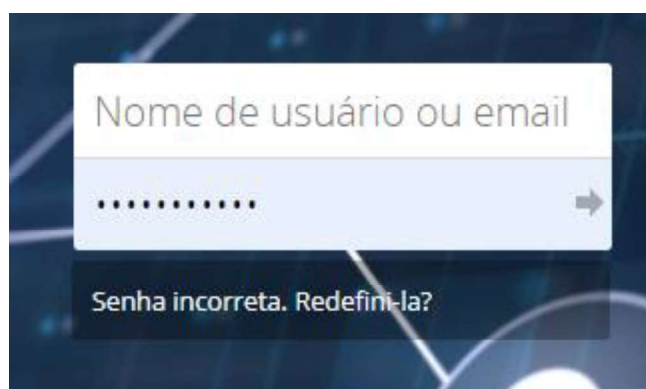 Nome de usuário ou email
•••••••••••
Senha incorreta. Redefini-la?